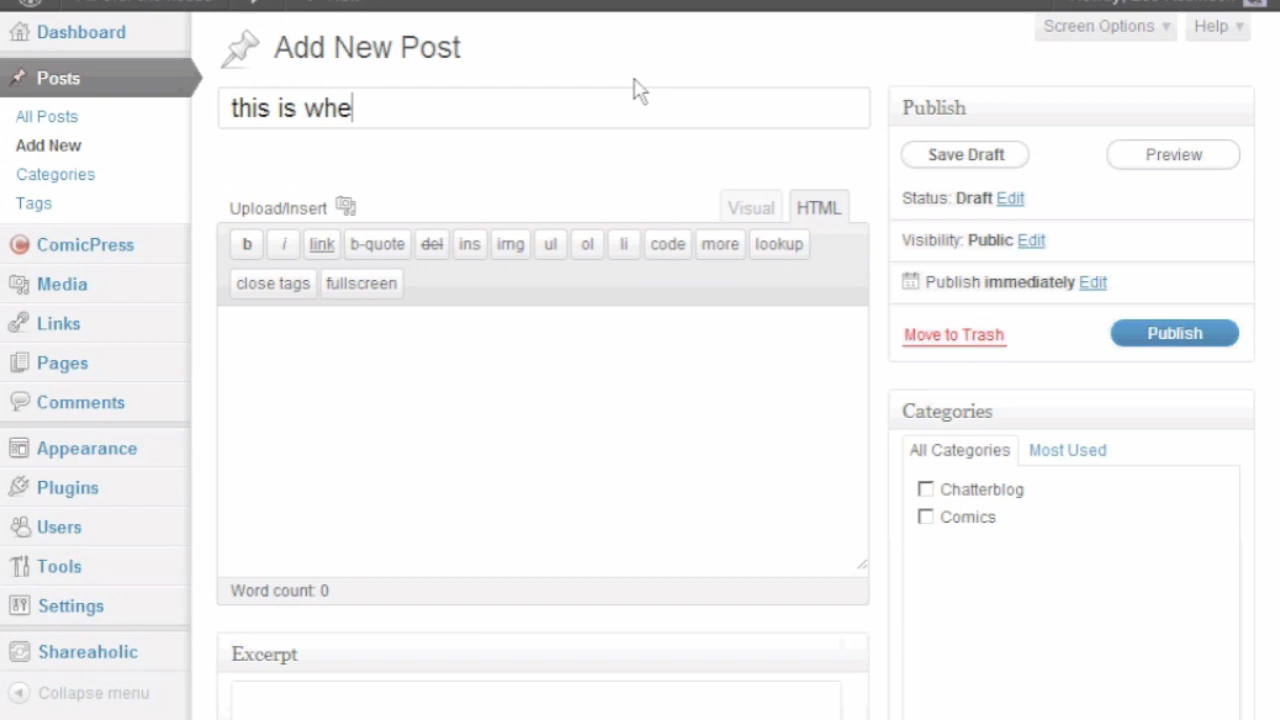 Dashboard
Posts
All Posts
Add New
Categories
Tags
ComicPress
Media
Links
Pages
Comments
Appearance
Plugins
Users
Tools
Settings
Shareaholic
Collapse menu
Screen Options Help
Add New Post
this is whe
Upload/Insert
Visual HTML
b i link b-quote del ins img ul ol li code more lookup
close tags fullscreen
Word count: 0
Excerpt
Publish
Save Draft Preview
Status: Draft Edit
Visibility: Public Edit
Publish immediately Edit
Move to Trash Publish
Categories
All Categories Most Used
Chatterblog
Comics